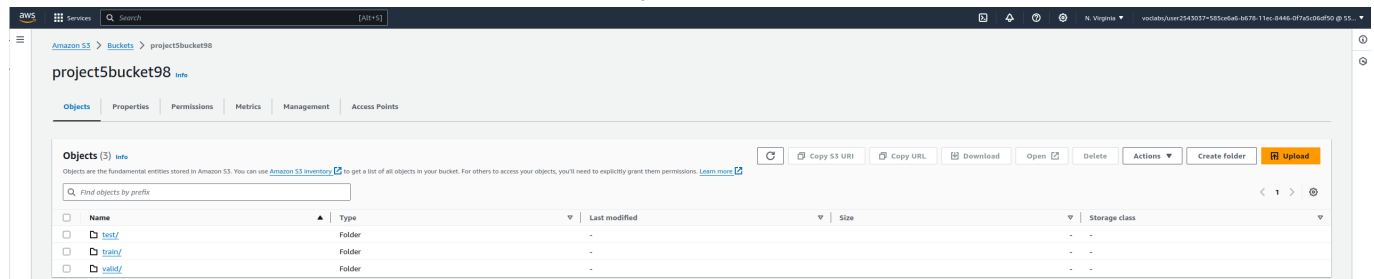 aws Services Search [Alt+S] N. Virginia ▼ voclabs/user2543037=585ce6a6-b678-11ec-8446-0f7a5c06df50 @ 55... ▼
Amazon S3 > Buckets > project5bucket98
project5bucket98 Info
Objects Properties Permissions Metrics Management Access Points
Objects (3) Info Copy S3 URI Copy URL Download Open Delete Actions ▼ Create folder Upload
Objects are the fundamental entities stored in Amazon S3. You can use Amazon S3 inventory to get a list of all objects in your bucket. For others to access your objects, you'll need to explicitly grant them permissions. Learn more
Find objects by prefix < 1 >
Name ▲ Type Last modified Size Storage class
test/ Folder - - -
train/ Folder - - -
valid/ Folder - - -